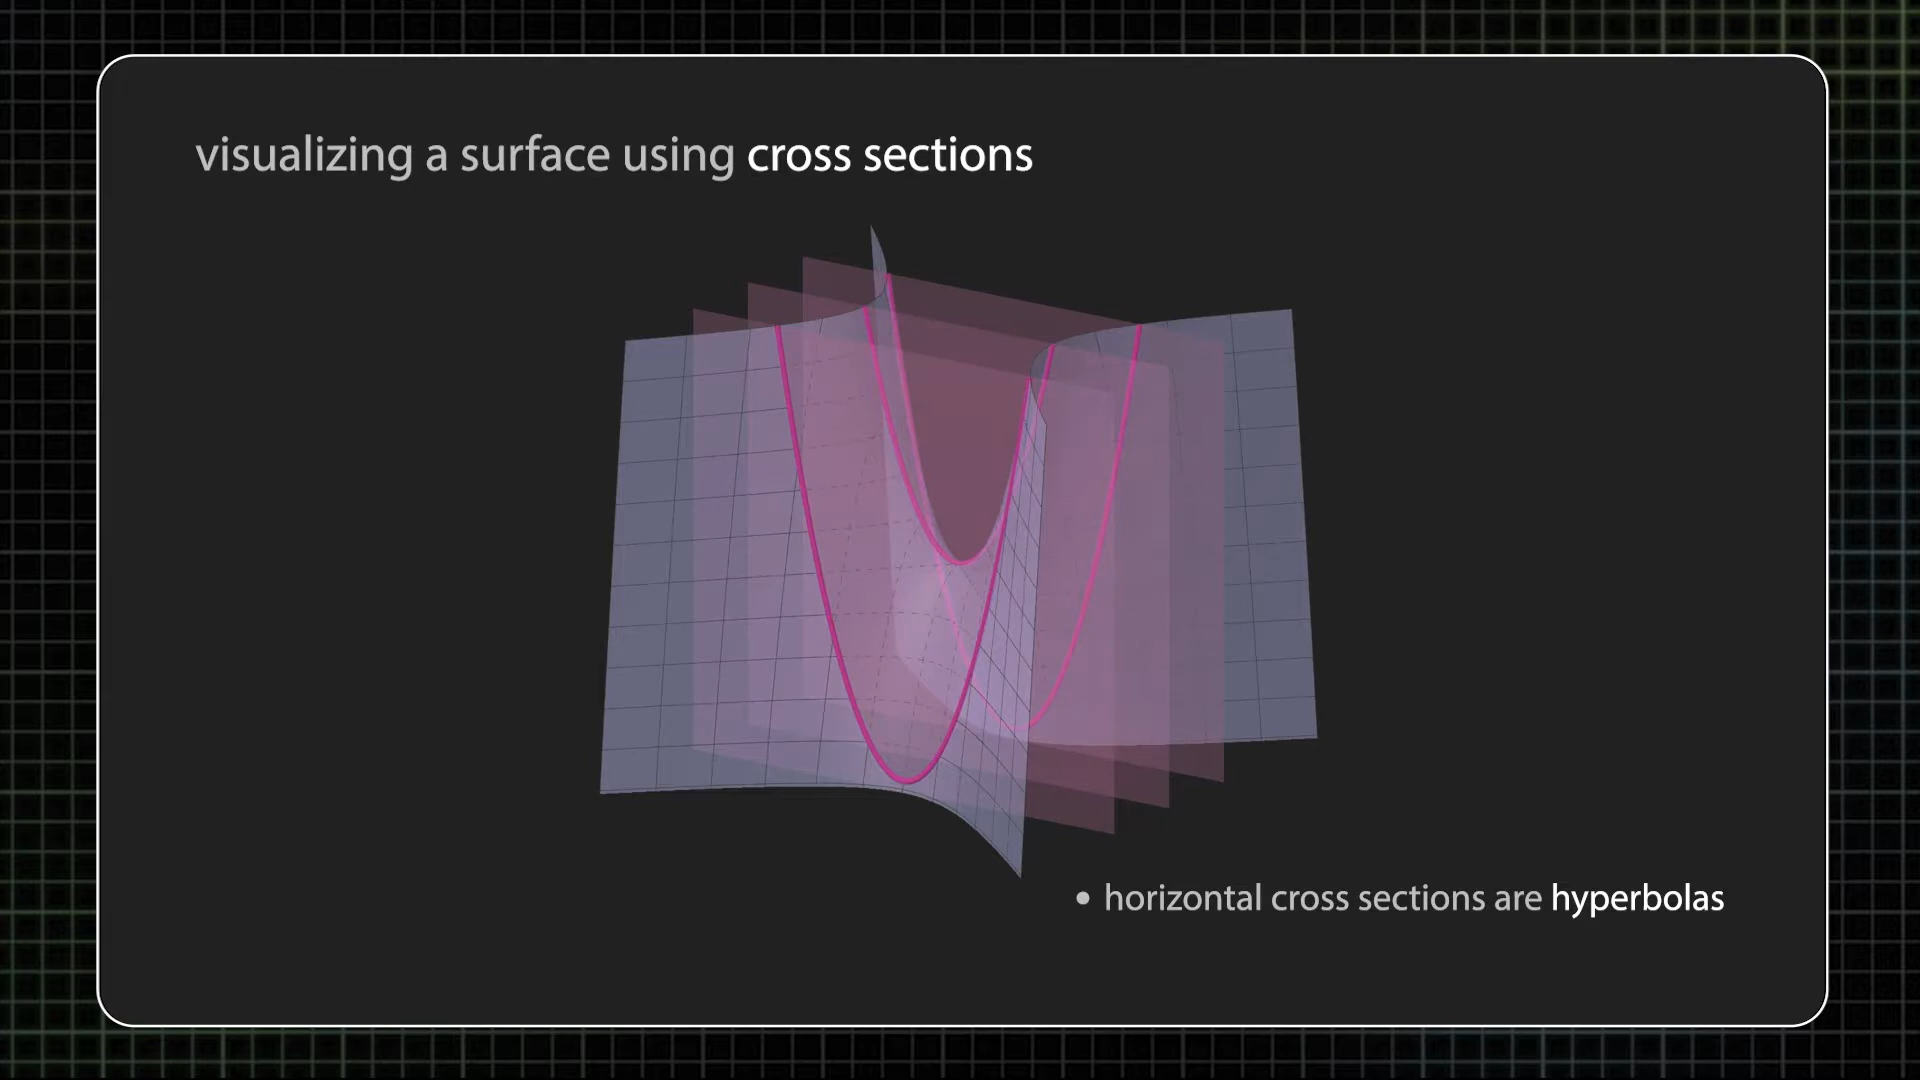 visualizing a surface using cross sections
• horizontal cross sections are hyperbolas